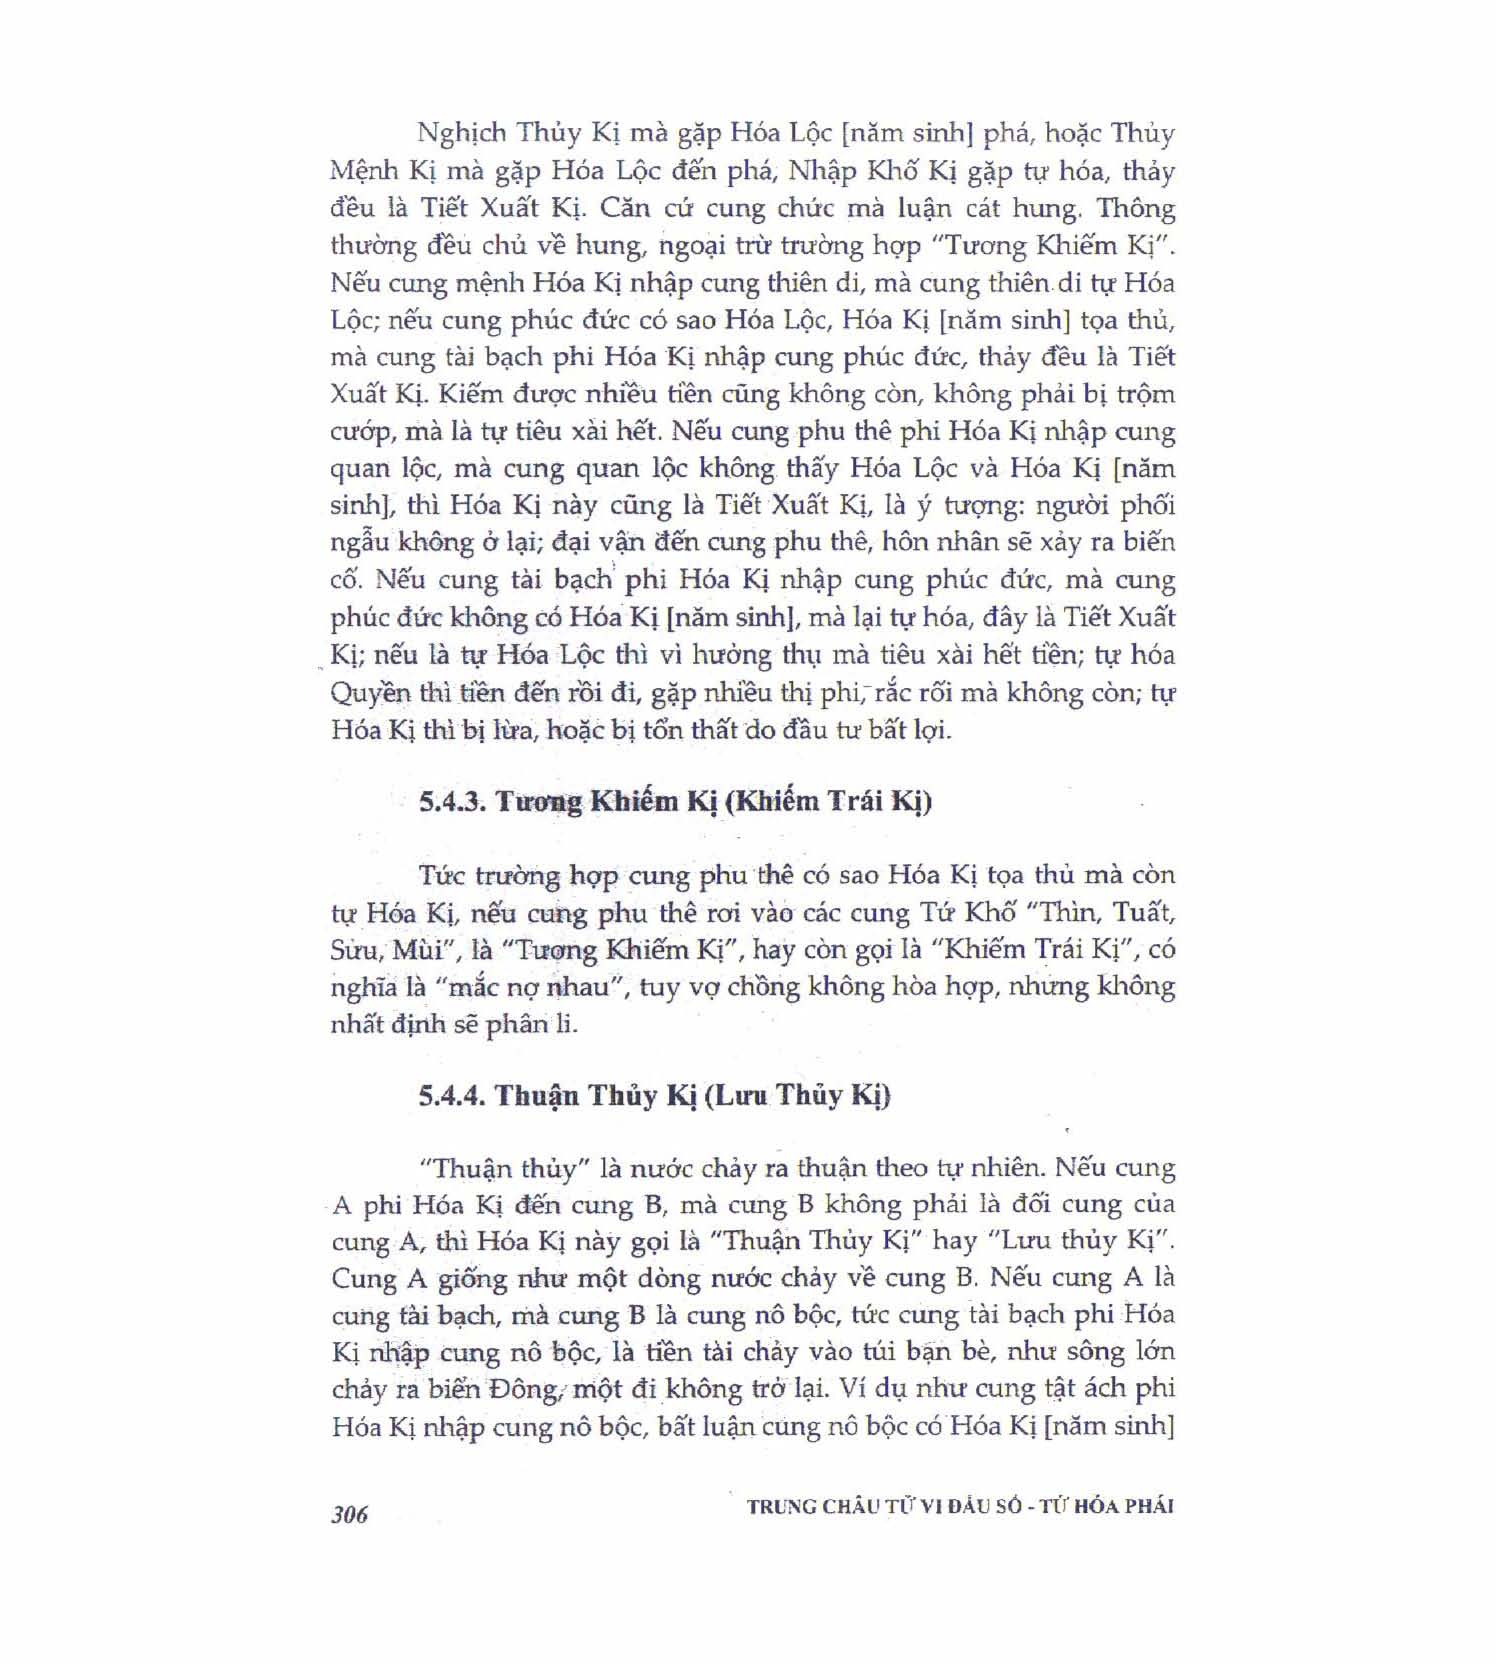 Nghịch Thủy Kị mà gặp Hóa Lộc [năm sinh] phá, hoặc Thủy
Mệnh Kị mà gặp Hóa Lộc đến phá, Nhập Khố Kị gặp tự hóa, thảy
đều là Tiết Xuất Kị. Căn cứ cung chức mà luận cát hung. Thông
thường đều chủ về hung, ngoại trừ trường hợp "Tương Khiếm Kị".
Nếu cung mệnh Hóa Kị nhập cung thiên di, mà cung thiên di tự Hóa
Lộc; nếu cung phúc đức có sao Hóa Lộc, Hóa Kị [năm sinh] tọa thủ,
mà cung tài bạch phi Hóa Kị nhập cung phúc đức, thảy đều là Tiết
Xuất Kị. Kiếm được nhiều tiền cũng không còn, không phải bị trộm
cướp, mà là tự tiêu xài hết. Nếu cung phu thê phi Hóa Kị nhập cung
quan lộc, mà cung quan lộc không thấy Hóa Lộc và Hóa Kị [năm
sinh], thì Hóa Kị này cũng là Tiết Xuất Kị, là ý tượng: người phối
ngẫu không ở lại; đại vận đến cung phu thê, hôn nhân sẽ xảy ra biến
cố. Nếu cung tài bạch phi Hóa Kị nhập cung phúc đức, mà cung
phúc đức không có Hóa Kị [năm sinh], mà lại tự hóa, đây là Tiết Xuất
Kị; nếu là tự Hóa Lộc thì vì hưởng thụ mà tiêu xài hết tiền; tự hóa
Quyền thì tiền đến rồi đi, gặp nhiều thị phi, rắc rối mà không còn; tự
Hóa Kị thì bị lừa, hoặc bị tổn thất do đầu tư bất lợi.
5.4.3. Tương Khiếm Kị (Khiếm Trái Kị)
Tức trường hợp cung phu thê có sao Hóa Kị tọa thủ mà còn
tự Hóa Kị, nếu cung phu thê rơi vào các cung Tứ Khố "Thìn, Tuất,
Sửu, Mùi", là "Tương Khiếm Kị", hay còn gọi là "Khiếm Trái Kị", có
nghĩa là "mắc nợ nhau", tuy vợ chồng không hòa hợp, nhưng không
nhất định sẽ phân li.
5.4.4. Thuận Thủy Kị (Lưu Thủy Kị)
"Thuận thủy" là nước chảy ra thuận theo tự nhiên. Nếu cung
A phi Hóa Kị đến cung B, mà cung B không phải là đối cung của
cung A, thì Hóa Kị này gọi là "Thuận Thủy Kị" hay "Lưu thủy Kị".
Cung A giống như một dòng nước chảy về cung B. Nếu cung A là
cung tài bạch, mà cung B là cung nô bộc, tức cung tài bạch phi Hóa
Kị nhập cung nô bộc, là tiền tài chảy vào túi bạn bè, như sông lớn
chảy ra biển Đông, một đi không trở lại. Ví dụ như cung tật ách phi
Hóa Kị nhập cung nô bộc, bất luận cung nô bộc có Hóa Kị [năm sinh]
306
TRUNG CHÂU TỬ VI ĐẨU SỐ - TỨ HÓA PHÁI